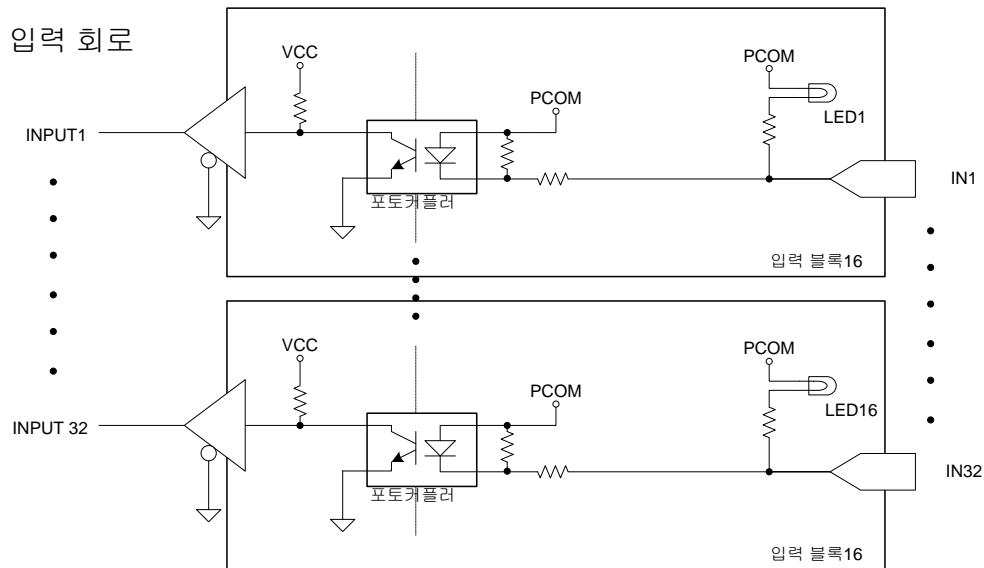 입력 회로
VCC
PCOM
PCOM
LED1
INPUT1
IN1
포토커플러
입력 블록16
VCC
PCOM
PCOM
LED16
INPUT 32
IN32
포토커플러
입력 블록16